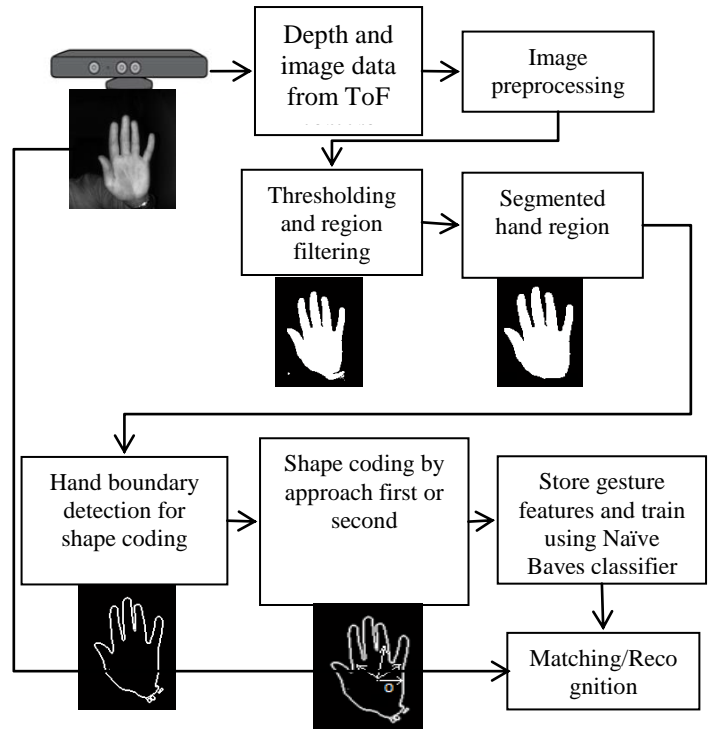 Depth and
image data
from ToF
Image
preprocessing
Thresholding
and region
filtering
Segmented
hand region
Hand boundary
detection for
shape coding
Shape coding by
approach first or
second
Store gesture
features and train
using Naïve
Bayes classifier
o
Matching/Reco
gnition